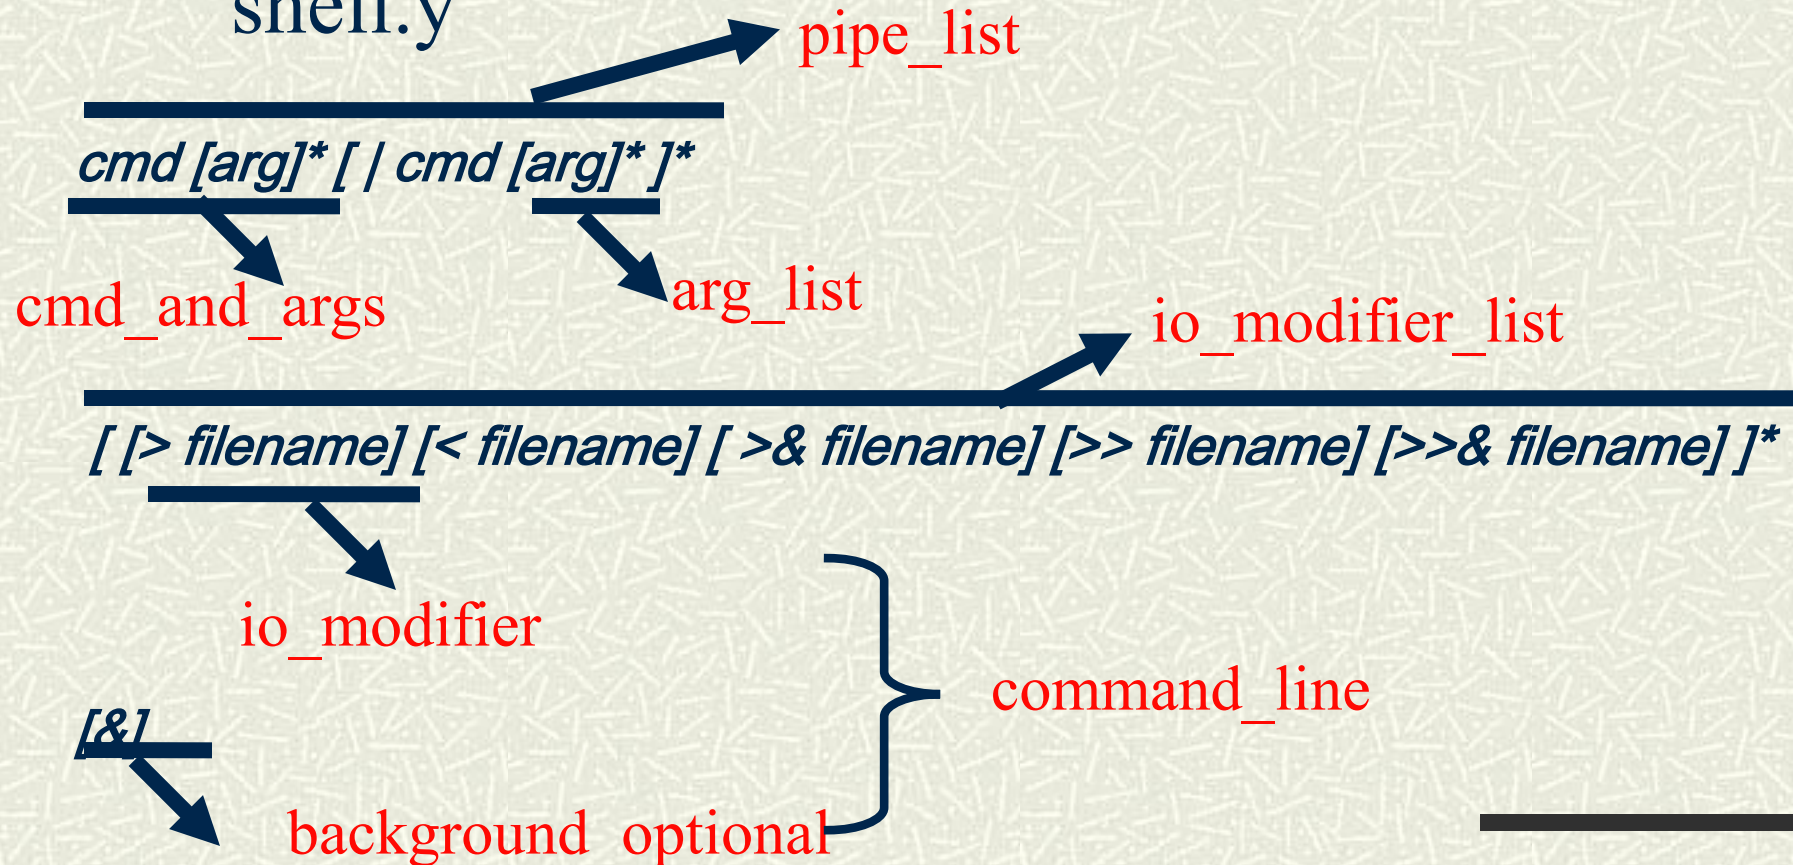 shell.y
pipe_list
cmd [arg]* [ | cmd [arg]* ]*
cmd_and_args
arg_list
io_modifier_list
[ [> filename] [< filename] [ >& filename] [>> filename] [>>& filename] ]*
io_modifier
command_line
[&]
background optional